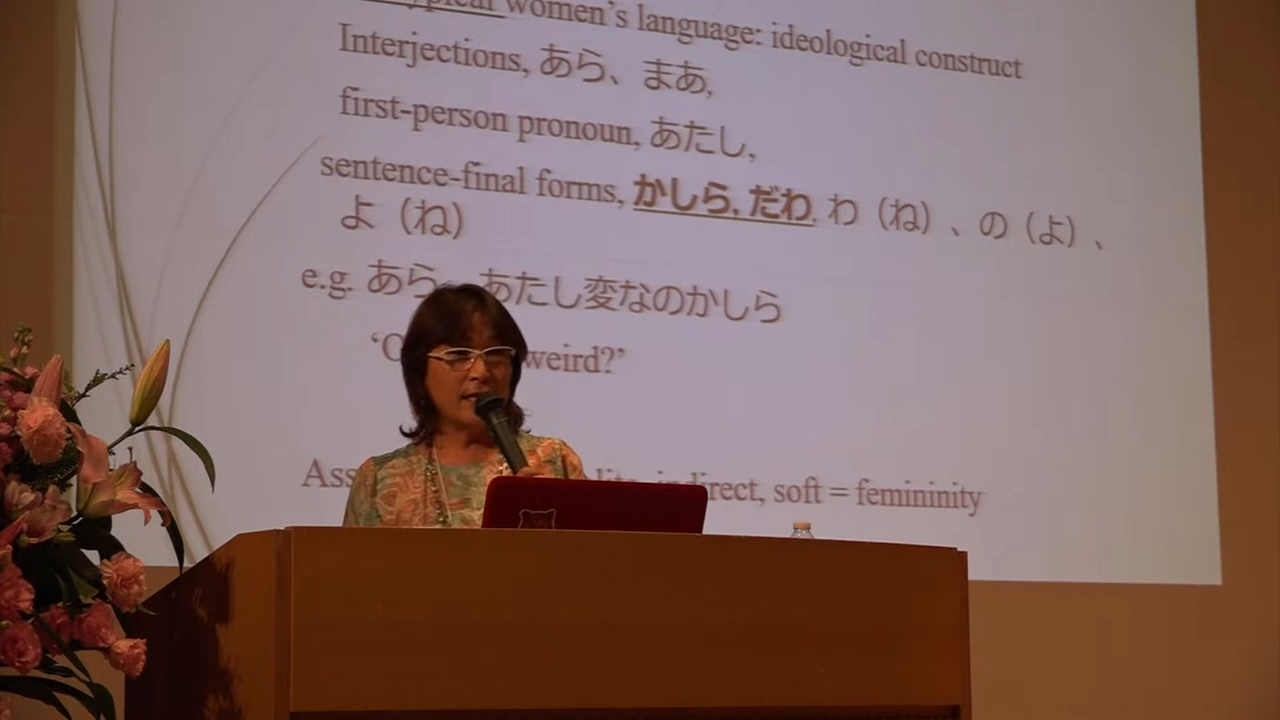 women's language: ideological construct
Interjections, あら、まあ,
first-person pronoun, あたし,
sentence-final forms, かしら, だわ, わ（ね）、の（よ）、
よ（ね）
e.g. あら あたし変なのかしら
weird?'
indirect, soft = femininity